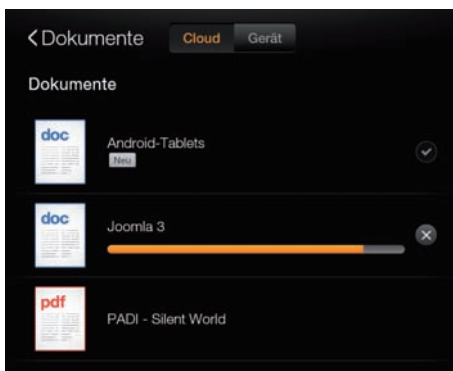 Dokumente Cloud Gerät
Dokumente
doc
Android-Tablets
Neu
doc
Joomla 3
pdf
PADI - Silent World